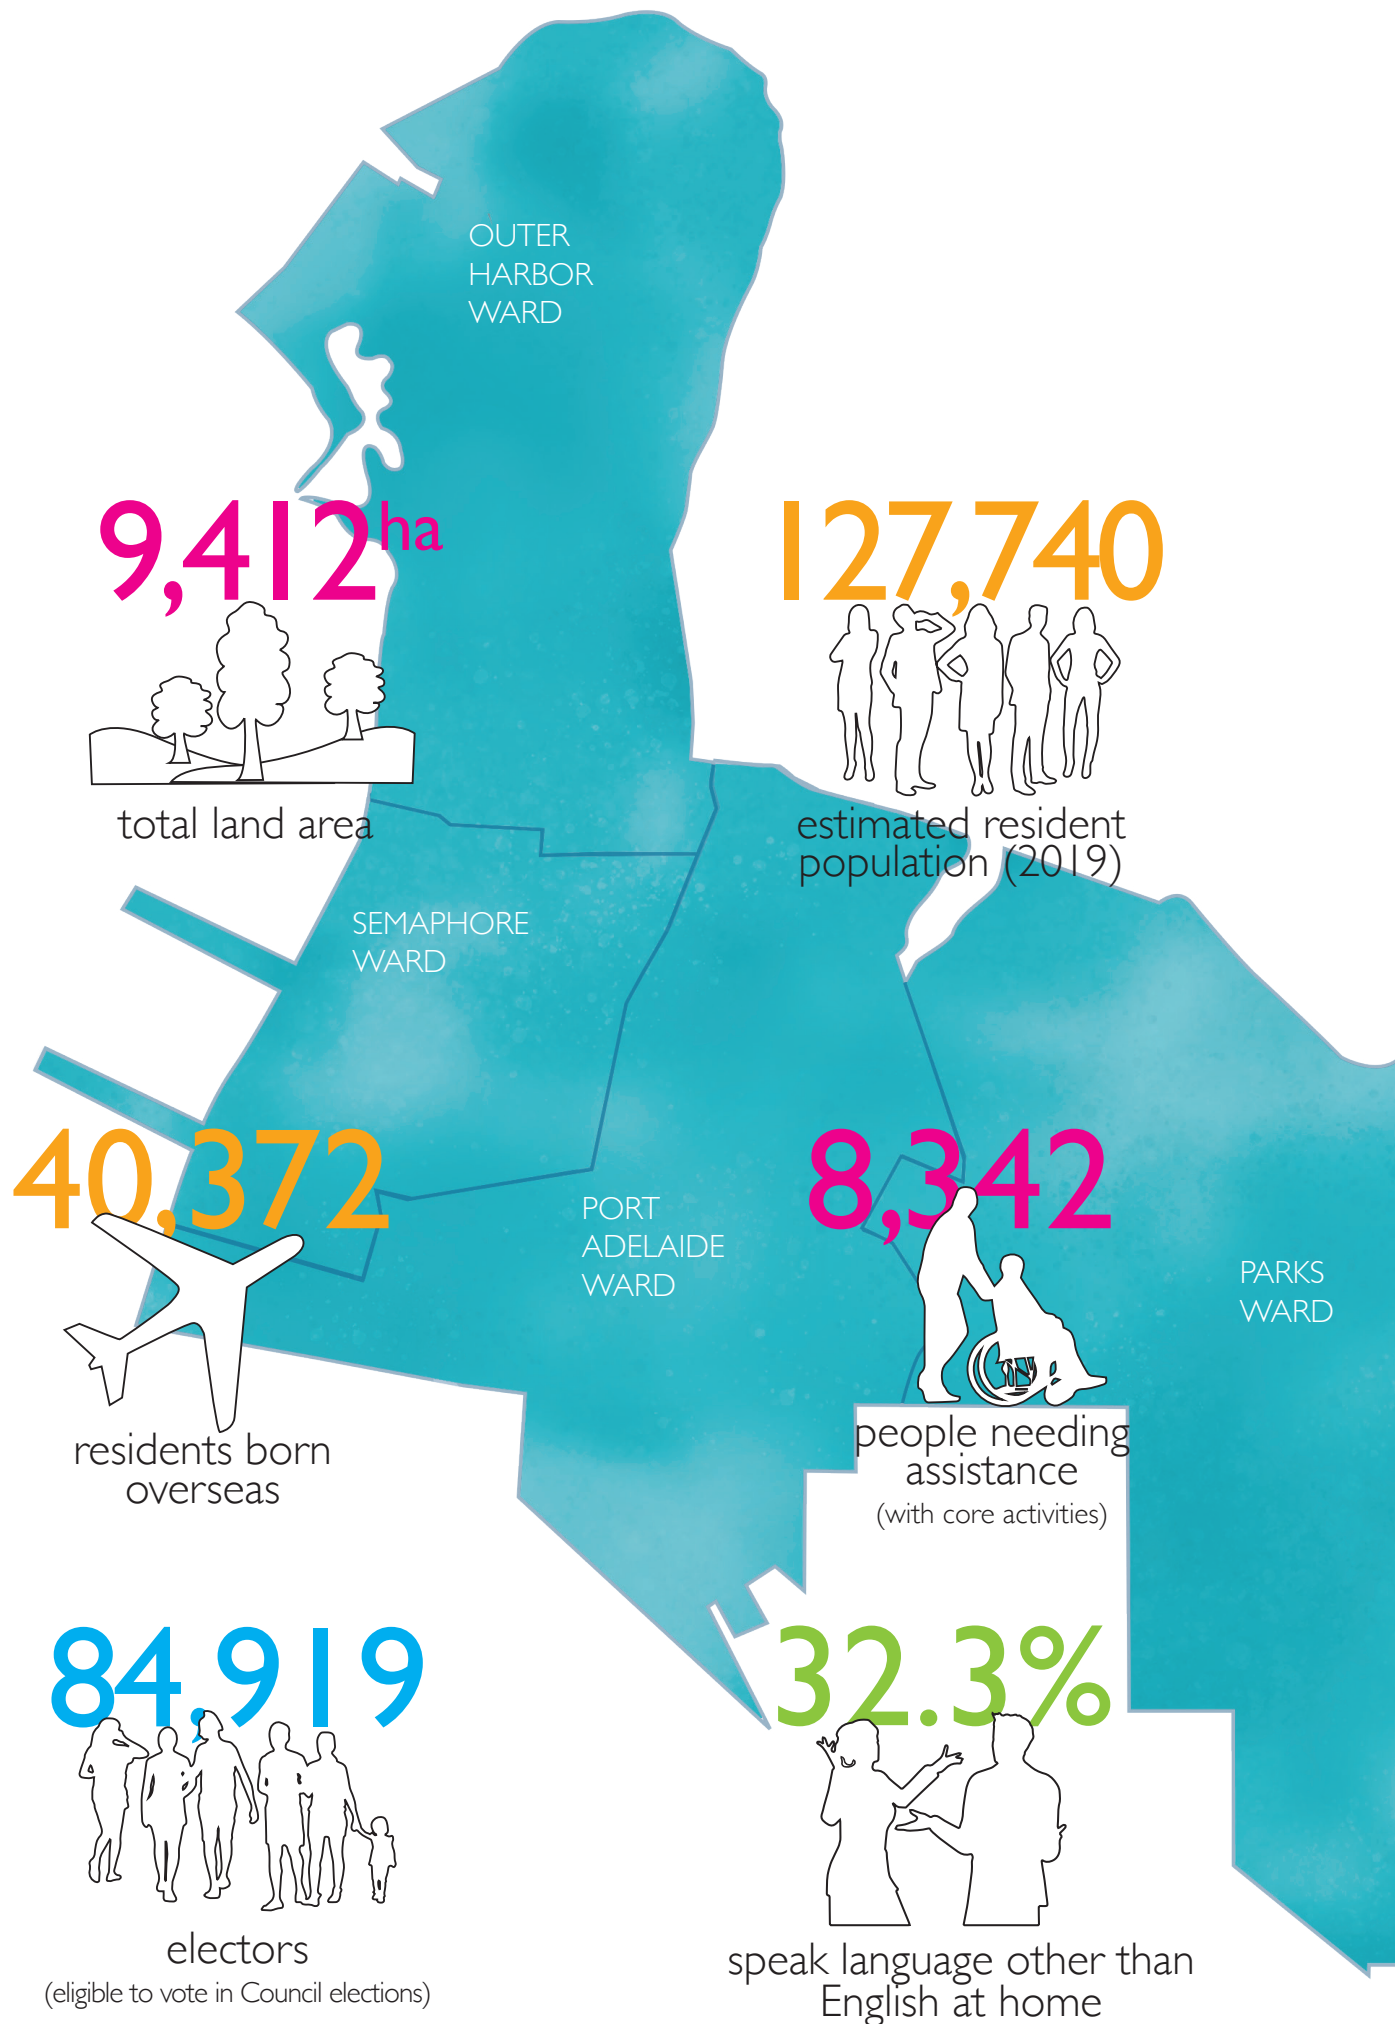 OUTER
HARBOR
WARD
9,412ha
total land area
127,740
estimated resident
population (2019)
SEMAPHORE
WARD
40,372
residents born
overseas
PORT
ADELAIDE
WARD
8,342
people needing
assistance
(with core activities)
PARKS
WARD
84,919
electors
(eligible to vote in Council elections)
32.3%
speak language other than
English at home